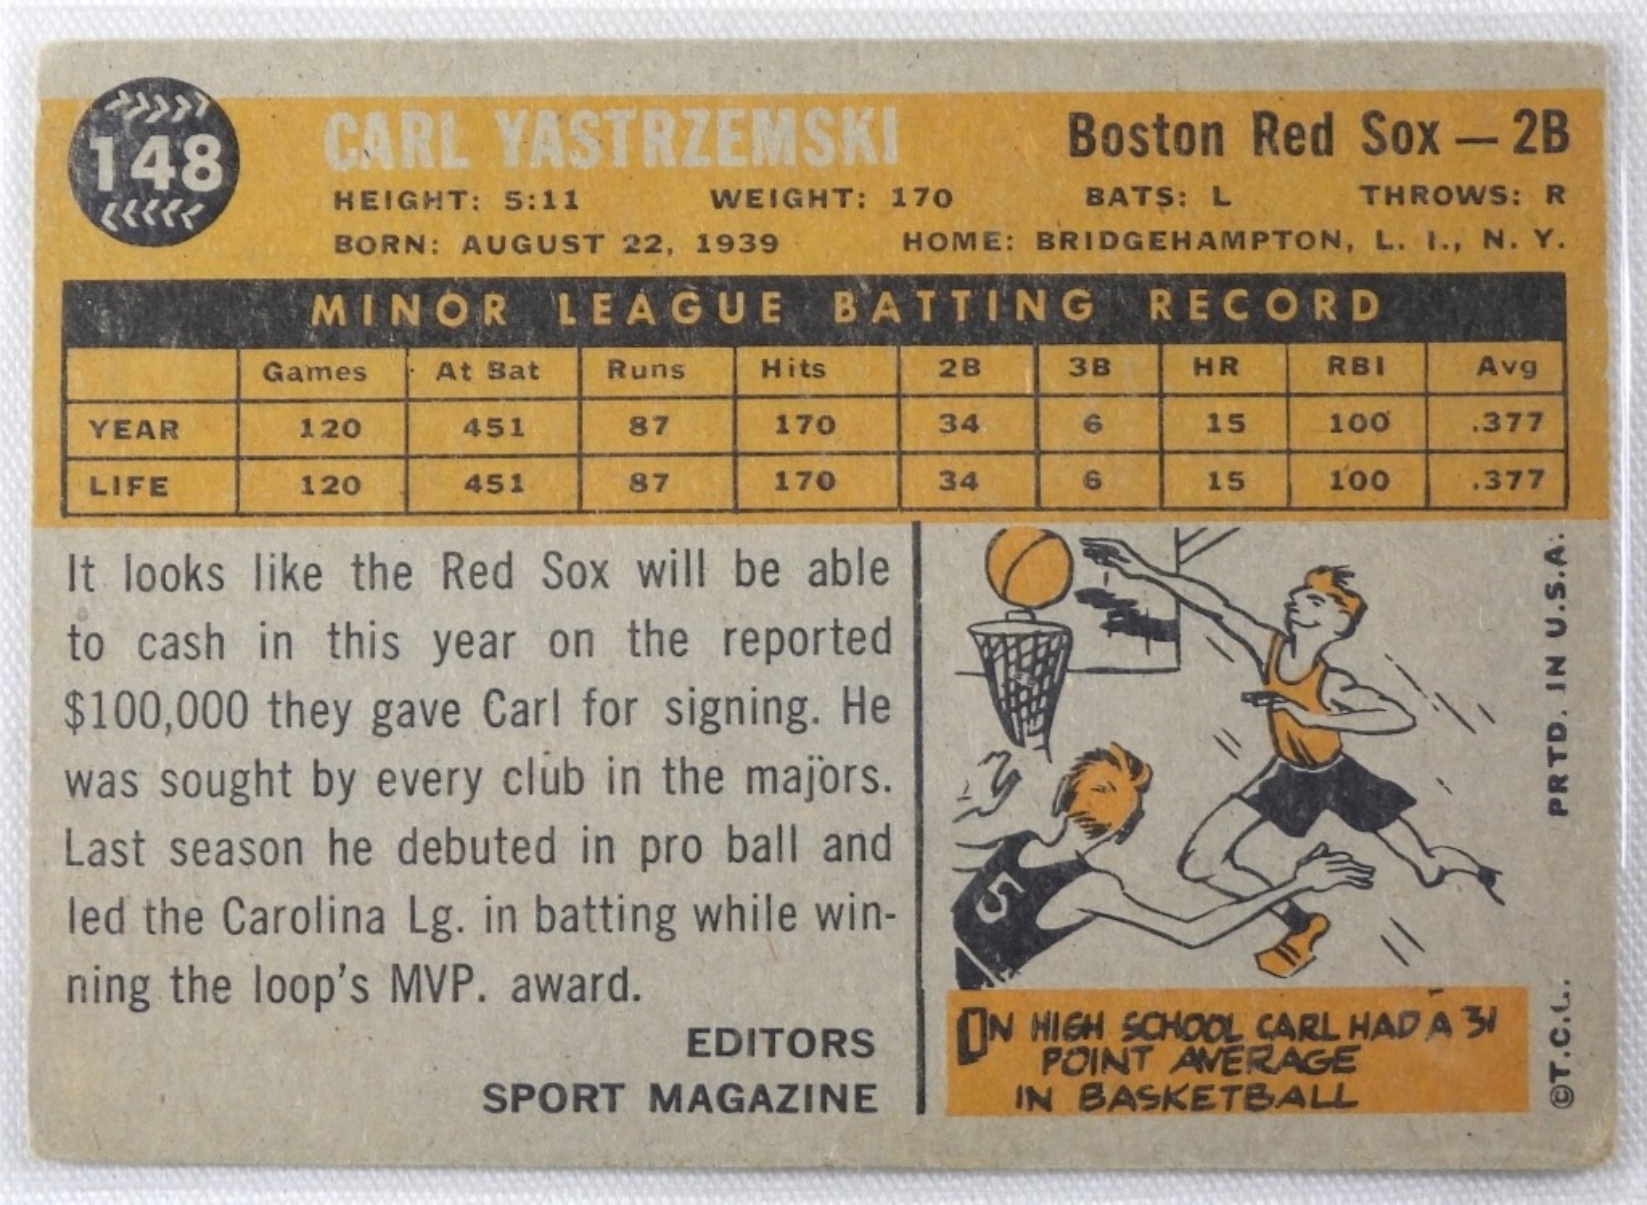 148
CARL YASTRZEMSKI
Boston Red Sox — 2B
HEIGHT: 5:11 WEIGHT: 170 BATS: L THROWS: R
BORN: AUGUST 22, 1939 HOME: BRIDGEHAMPTON, L. I., N. Y.
MINOR LEAGUE BATTING RECORD
Games At Bat Runs Hits 2B 3B HR RBI Avg
YEAR 120 451 87 170 34 6 15 100 .377
LIFE 120 451 87 170 34 6 15 100 .377
It looks like the Red Sox will be able
to cash in this year on the reported
$100,000 they gave Carl for signing. He
was sought by every club in the majors.
Last season he debuted in pro ball and
led the Carolina Lg. in batting while win-
ning the loop's MVP. award.
EDITORS
SPORT MAGAZINE
5
IN HIGH SCHOOL CARL HAD A 31
POINT AVERAGE
IN BASKETBALL
©T.C.G. PRTD. IN U.S.A.